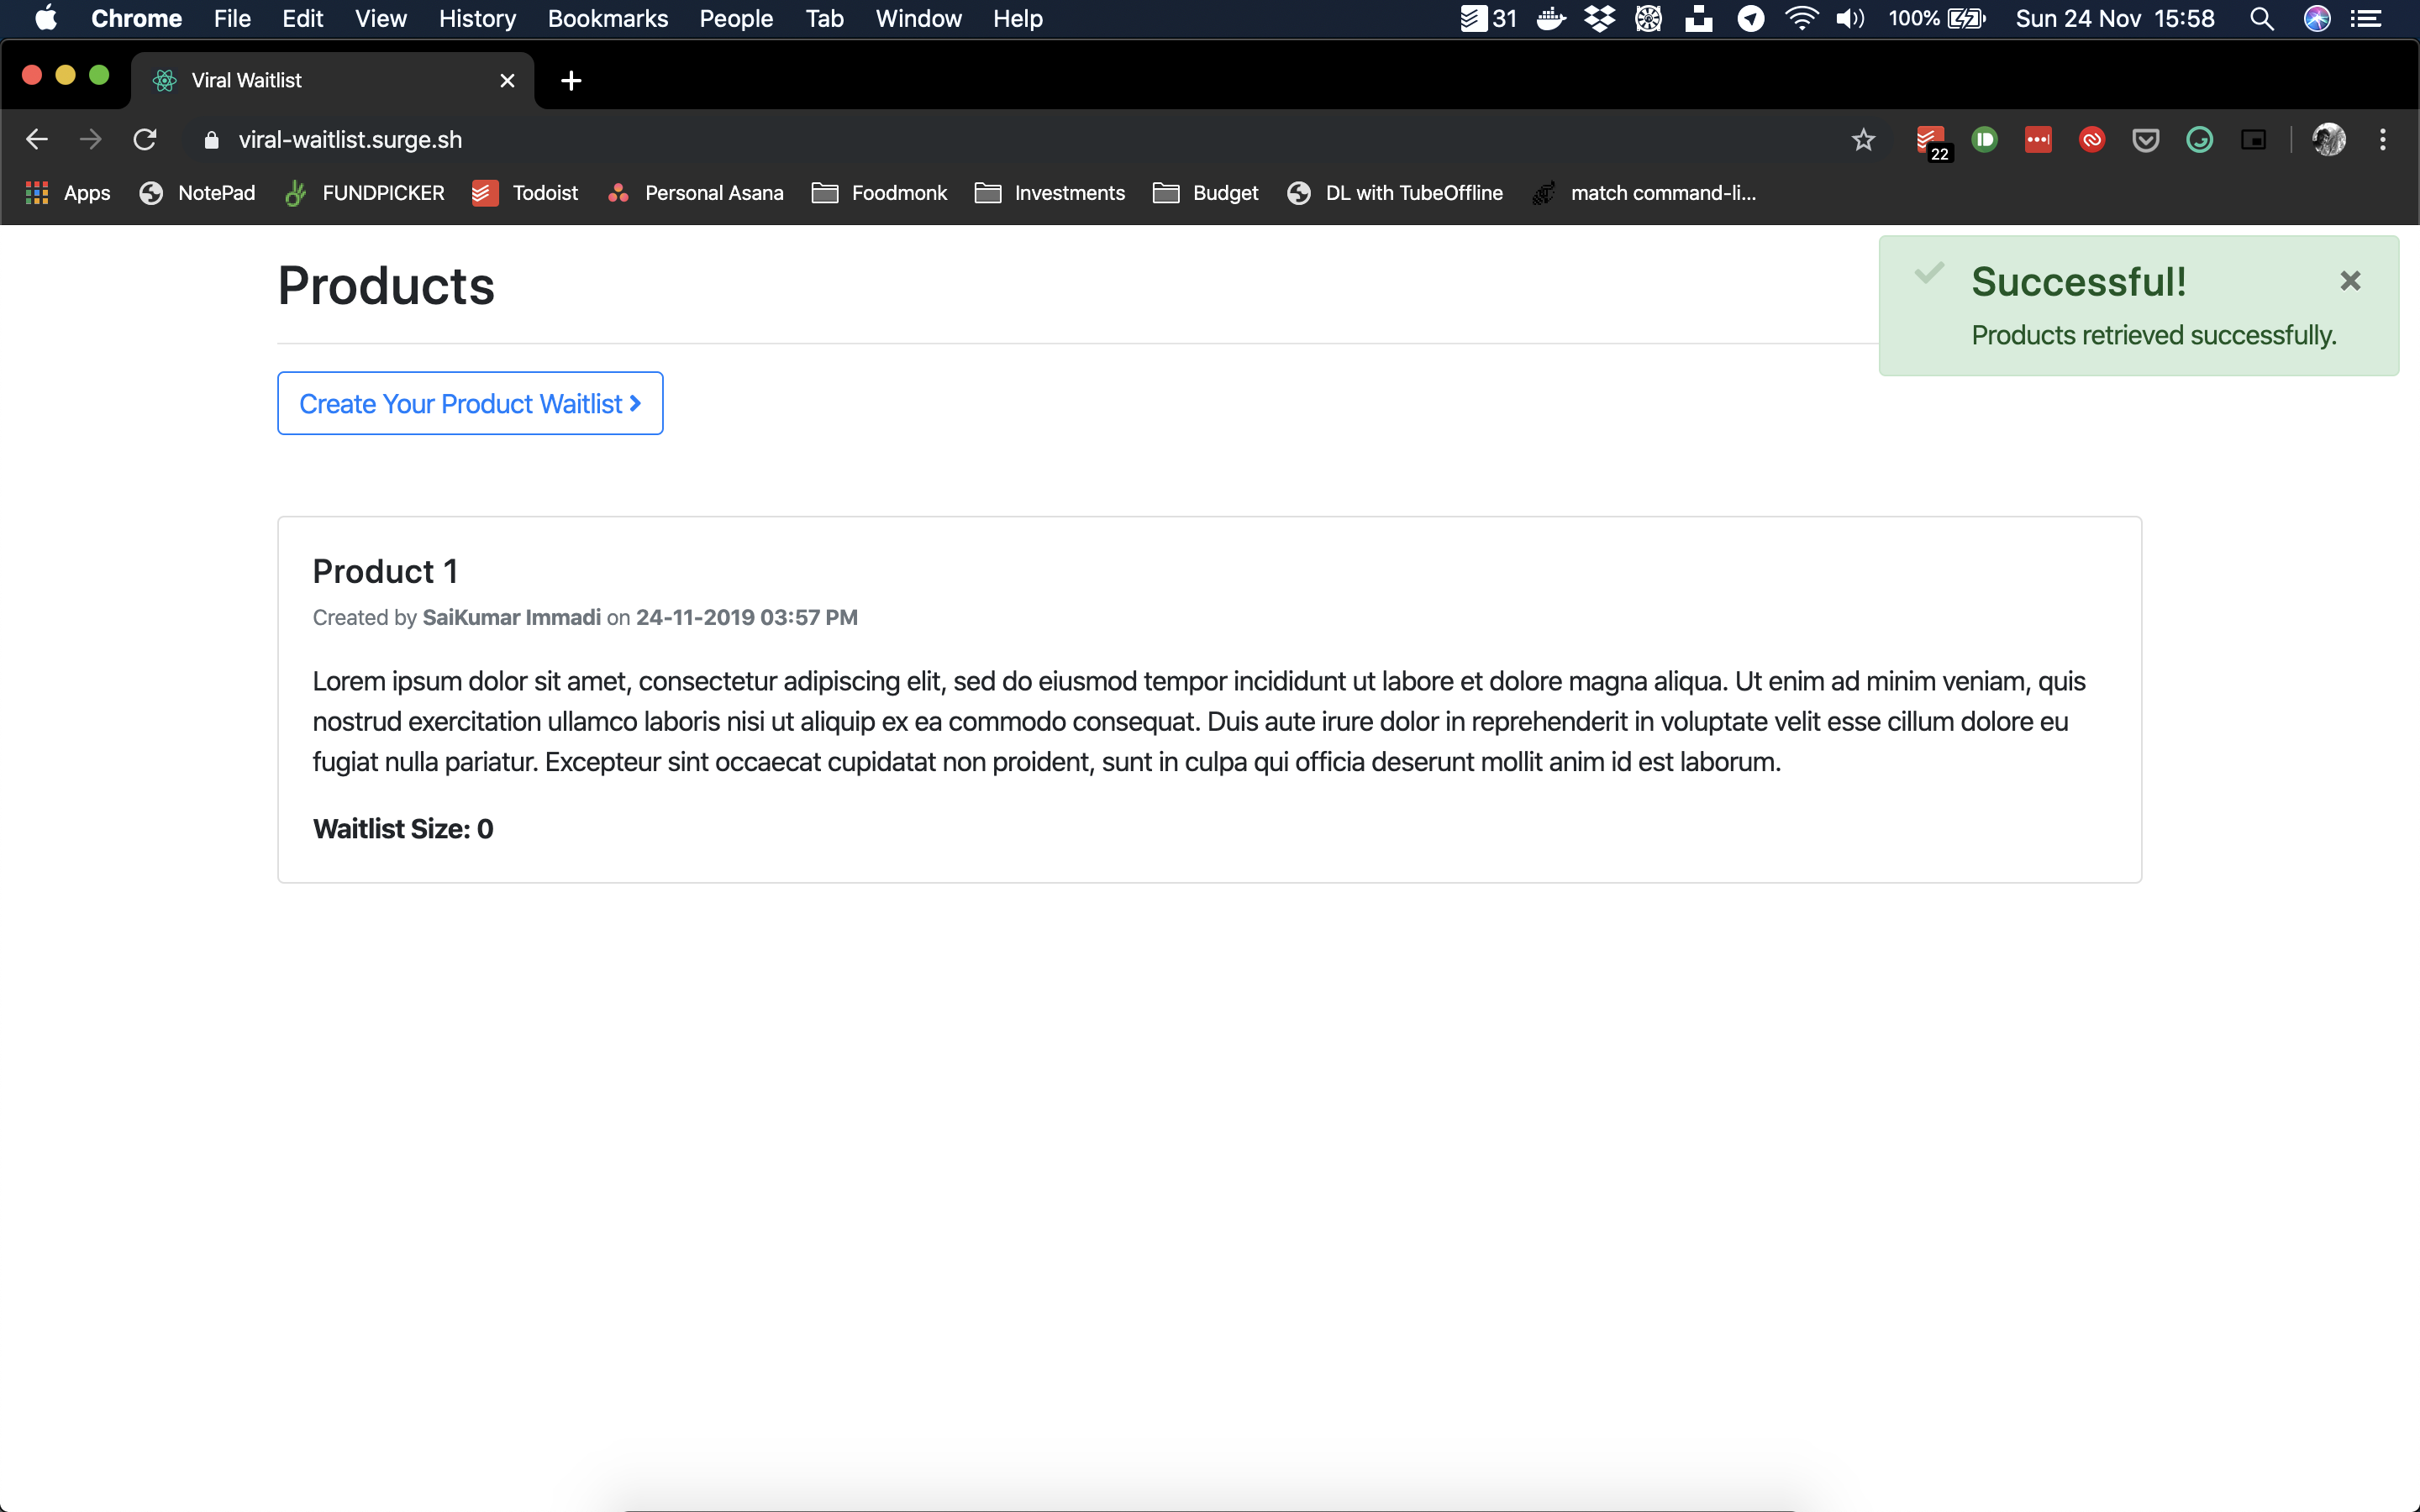 Chrome File Edit View History Bookmarks People Tab Window Help 31 100% Sun 24 Nov 15:58
Viral Waitlist
viral-waitlist.surge.sh 22
Apps NotePad FUNDPICKER Todoist Personal Asana Foodmonk Investments Budget DL with TubeOffline match command-li...
Products
Successful!
Products retrieved successfully.
Create Your Product Waitlist
Product 1
Created by SaiKumar Immadi on 24-11-2019 03:57 PM
Lorem ipsum dolor sit amet, consectetur adipiscing elit, sed do eiusmod tempor incididunt ut labore et dolore magna aliqua. Ut enim ad minim veniam, quis
nostrud exercitation ullamco laboris nisi ut aliquip ex ea commodo consequat. Duis aute irure dolor in reprehenderit in voluptate velit esse cillum dolore eu
fugiat nulla pariatur. Excepteur sint occaecat cupidatat non proident, sunt in culpa qui officia deserunt mollit anim id est laborum.
Waitlist Size: 0